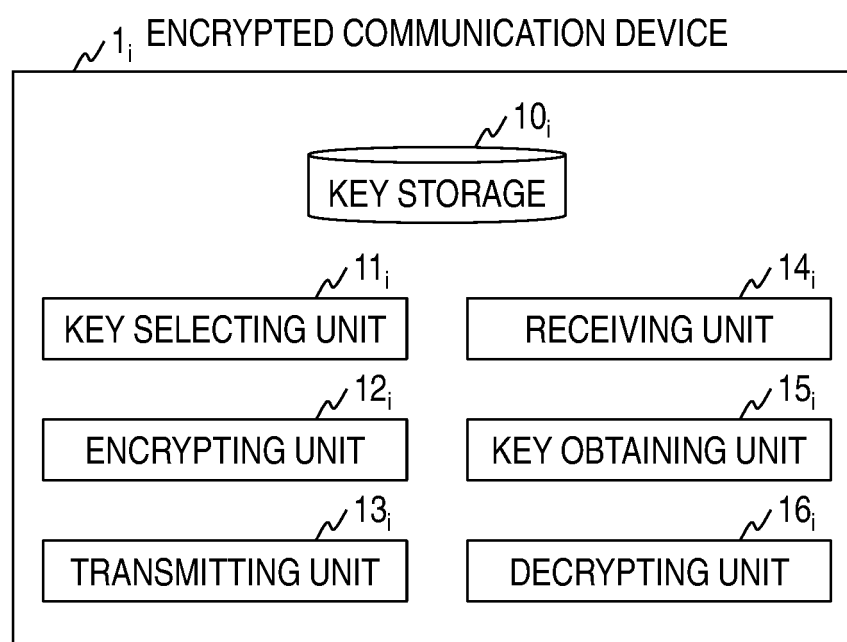 1i ENCRYPTED COMMUNICATION DEVICE
10i
KEY STORAGE
11i
KEY SELECTING UNIT
12i
ENCRYPTING UNIT
13i
TRANSMITTING UNIT
14i
RECEIVING UNIT
15i
KEY OBTAINING UNIT
16i
DECRYPTING UNIT